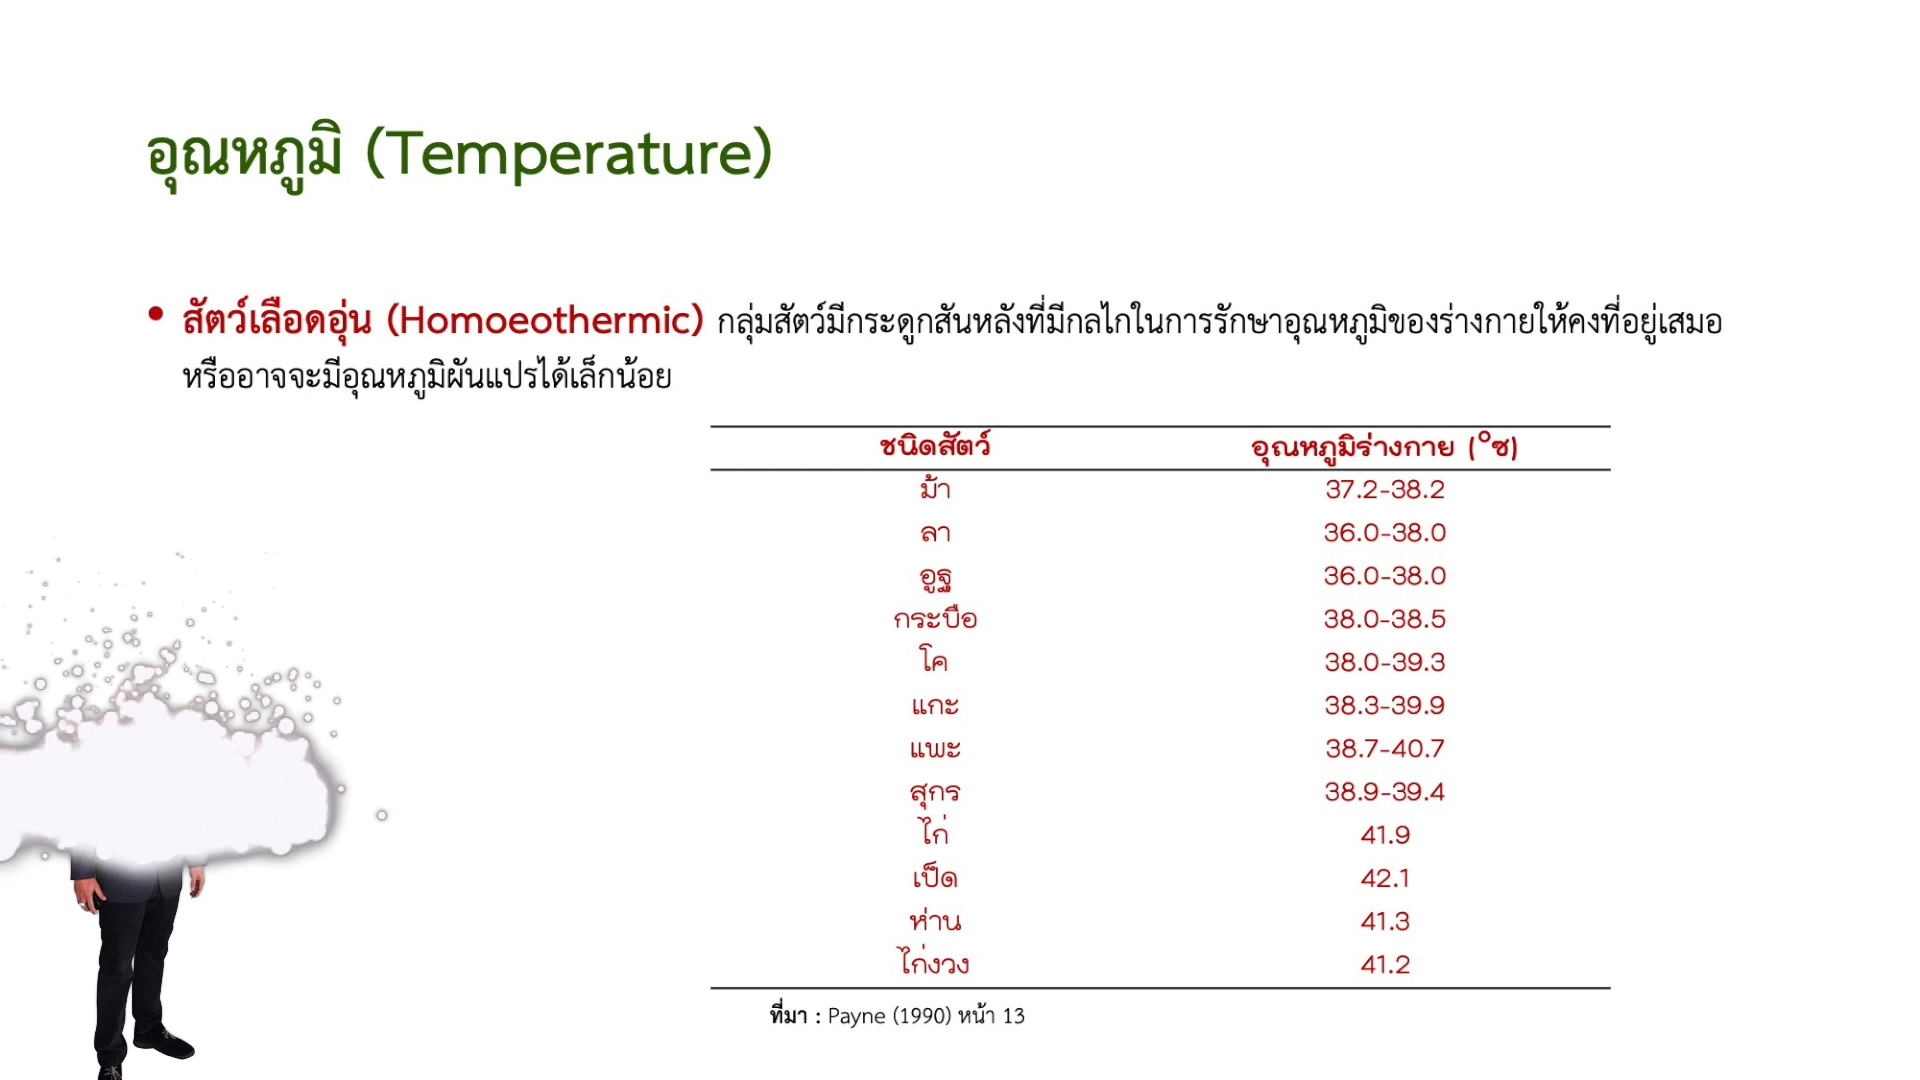 อุณหภูมิ (Temperature)
• สัตว์เลือดอุ่น (Homoeothermic) กลุ่มสัตว์มีกระดูกสันหลังที่มีกลไกในการรักษาอุณหภูมิของร่างกายให้คงที่อยู่เสมอ
หรืออาจจะมีอุณหภูมิผันแปรได้เล็กน้อย
ชนิดสัตว์ อุณหภูมิร่างกาย (°ซ)
ม้า 37.2-38.2
ลา 36.0-38.0
อูฐ 36.0-38.0
กระบือ 38.0-38.5
โค 38.0-39.3
แกะ 38.3-39.9
แพะ 38.7-40.7
สุกร 38.9-39.4
ไก่ 41.9
เป็ด 42.1
ห่าน 41.3
ไก่งวง 41.2
ที่มา : Payne (1990) หน้า 13